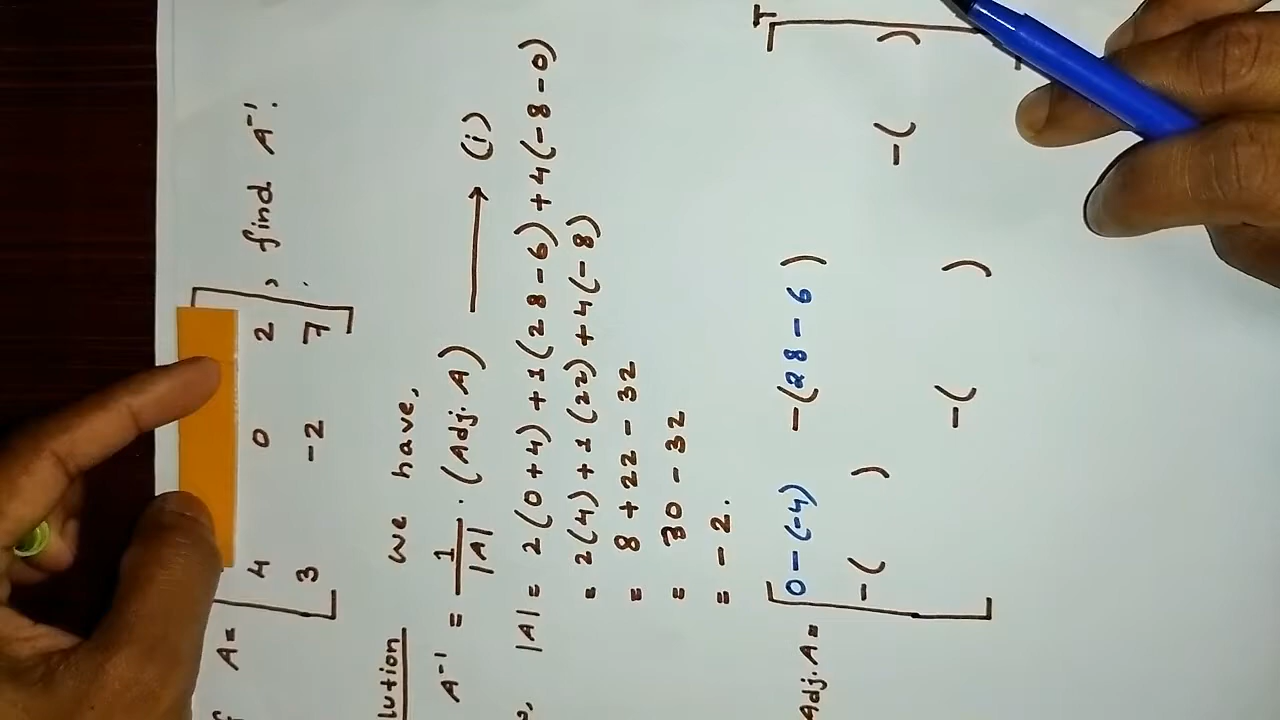 A = [ 4 0 2 , find A⁻¹.
3 -2 7 ]
lution we have,
A⁻¹ = 1/|A| . (Adj. A) ⟶ (i)
|A| = 2(0+4)+1(28-6)+4(-8-0)
= 2(4)+1(22)+4(-8)
= 8+22-32
= 30-32
= -2.
Adj. A = [ 0-(-4) -(28-6 ) ]ᵀ
-( ) -( )
-( )